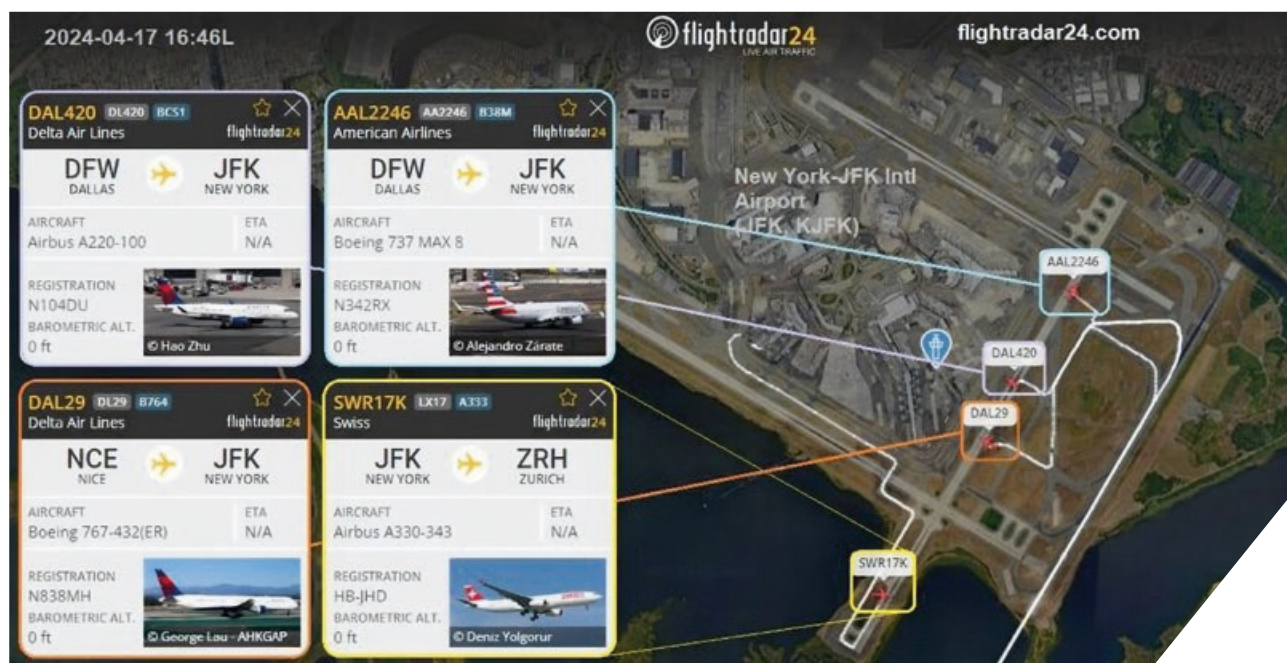 2024-04-17 16:46L
flightradar24
LIVE AIR TRAFFIC
flightradar24.com
DAL420 DL420 BCS1
Delta Air Lines
flightradar24
DFW
DALLAS
JFK
NEW YORK
AIRCRAFT
Airbus A220-100
ETA
N/A
REGISTRATION
N104DU
BAROMETRIC ALT.
0 ft
© Hao Zhu
AAL2246 AA2246 B38M
American Airlines
flightradar24
DFW
DALLAS
JFK
NEW YORK
AIRCRAFT
Boeing 737 MAX 8
ETA
N/A
REGISTRATION
N342RX
BAROMETRIC ALT.
0 ft
© Alejandro Zárate
DAL29 DL29 B764
Delta Air Lines
flightradar24
NCE
NICE
JFK
NEW YORK
AIRCRAFT
Boeing 767-432(ER)
ETA
N/A
REGISTRATION
N838MH
BAROMETRIC ALT.
0 ft
© George Lau - AHKGAP
SWR17K LX17 A333
Swiss
flightradar24
JFK
NEW YORK
ZRH
ZURICH
AIRCRAFT
Airbus A330-343
ETA
N/A
REGISTRATION
HB-JHD
BAROMETRIC ALT.
0 ft
© Deniz Yolgorur
New York-JFK Intl
Airport
(JFK, KJFK)
AAL2246
DAL420
DAL29
SWR17K